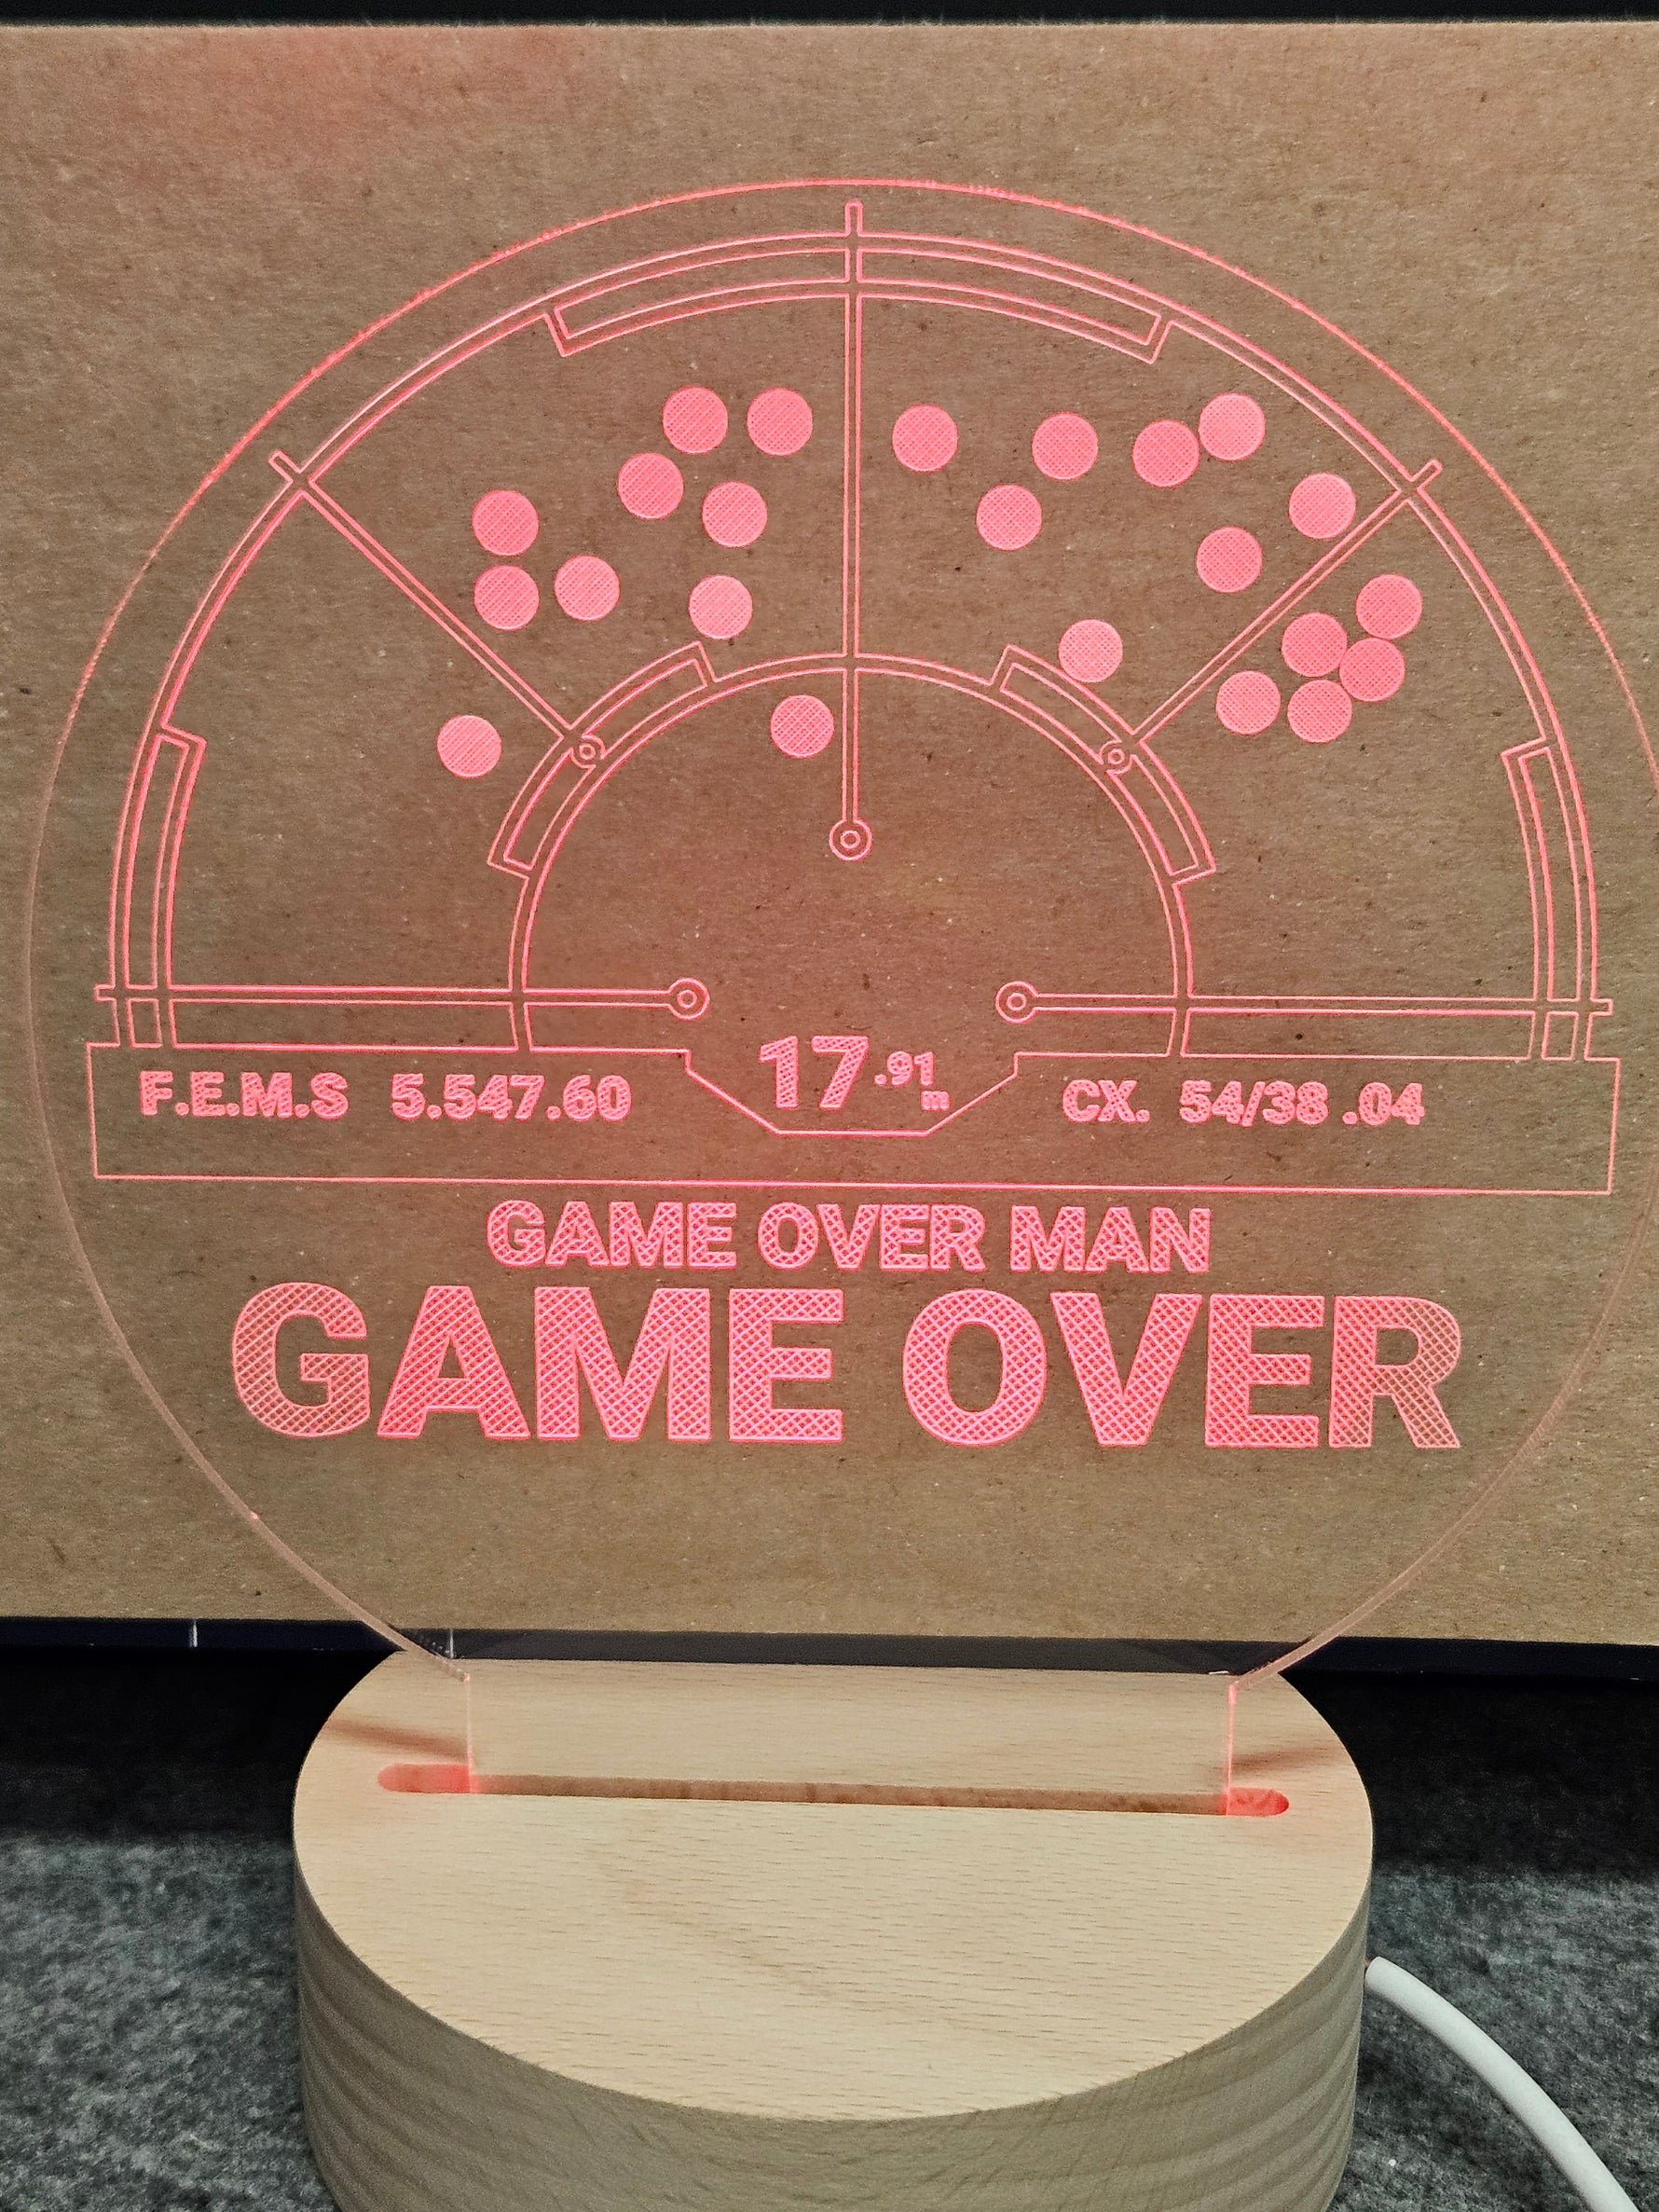 F.E.M.S 5.547.60 17.91 m CX. 54/38 .04
GAME OVER MAN
GAME OVER